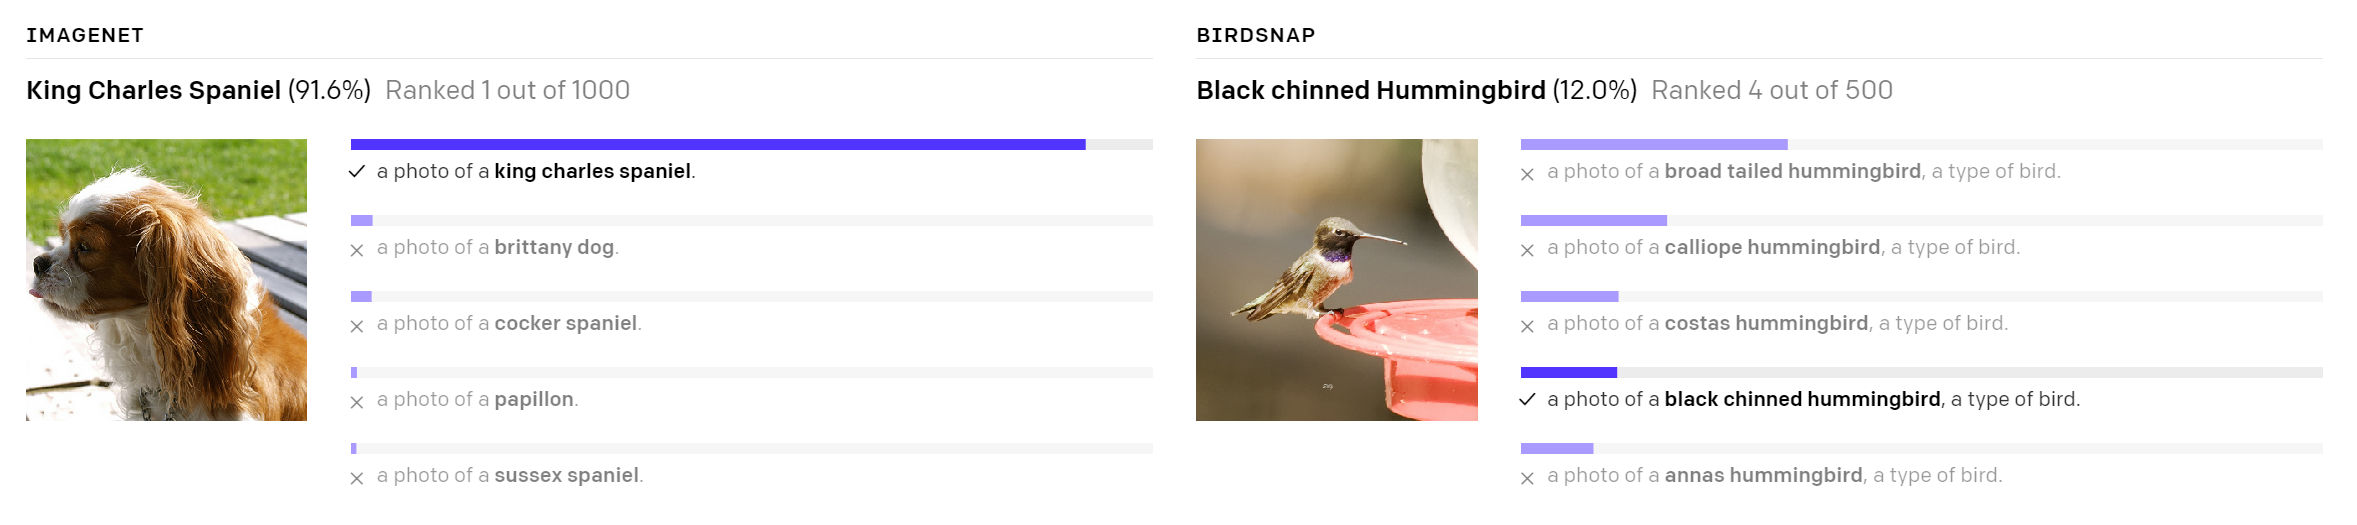 IMAGENET
King Charles Spaniel (91.6%) Ranked 1 out of 1000
a photo of a king charles spaniel.
a photo of a brittany dog.
a photo of a cocker spaniel.
a photo of a papillon.
a photo of a sussex spaniel.
BIRDSNAP
Black chinned Hummingbird (12.0%) Ranked 4 out of 500
a photo of a broad tailed hummingbird, a type of bird.
a photo of a calliope hummingbird, a type of bird.
a photo of a costas hummingbird, a type of bird.
a photo of a black chinned hummingbird, a type of bird.
a photo of a annas hummingbird, a type of bird.